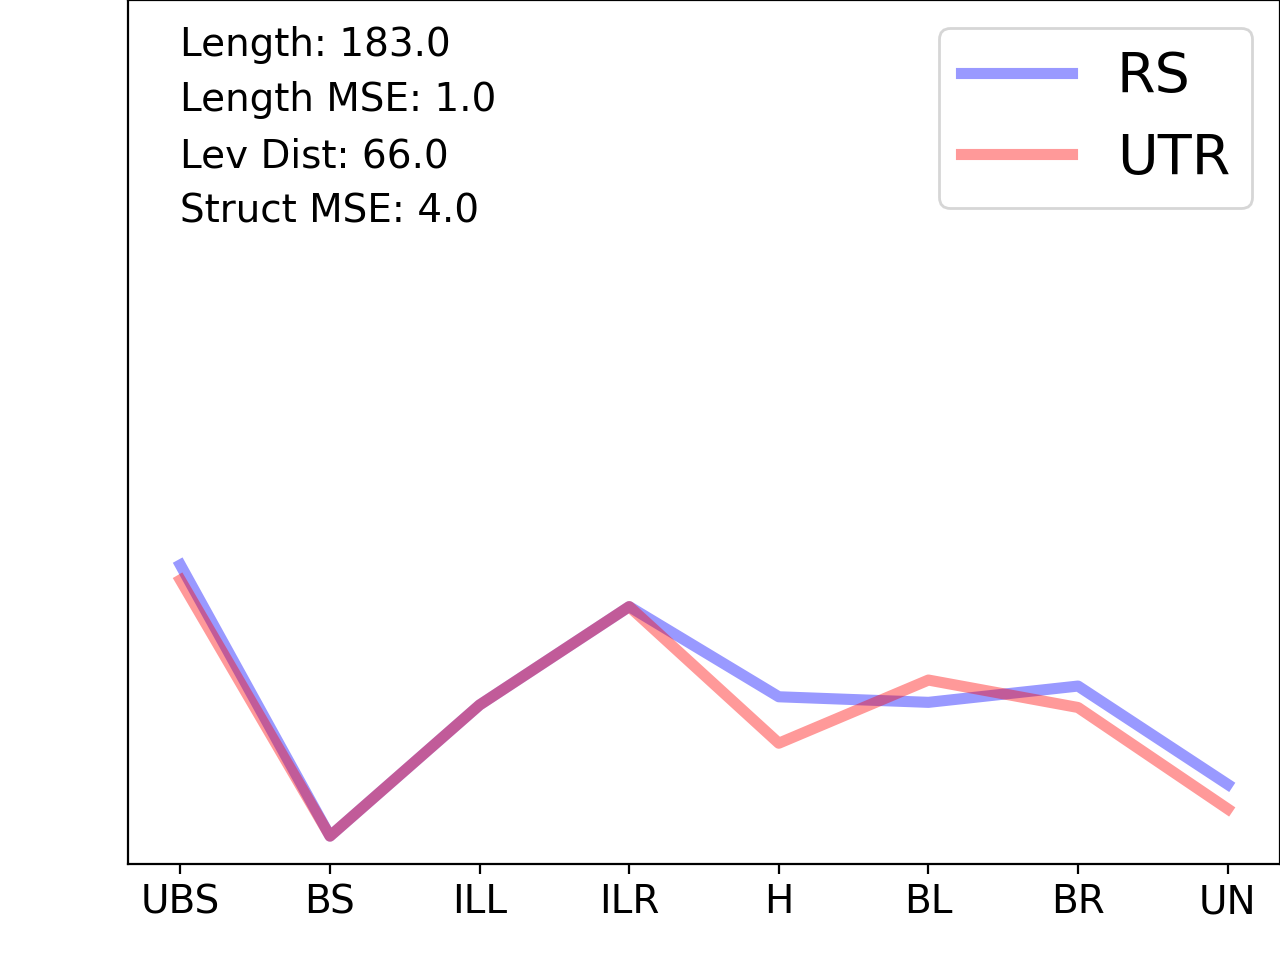 Length: 183.0
Length MSE: 1.0
Lev Dist: 66.0
Struct MSE: 4.0
RS
UTR
UBS BS ILL ILR H BL BR UN